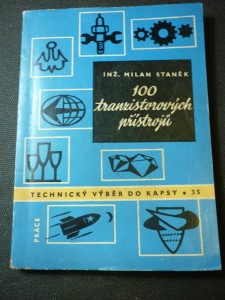 INŽ. MILAN STANĚK
100
tranzistorových
přístrojů
TECHNICKÝ VÝBĚR DO KAPSY • 35
PRÁCE